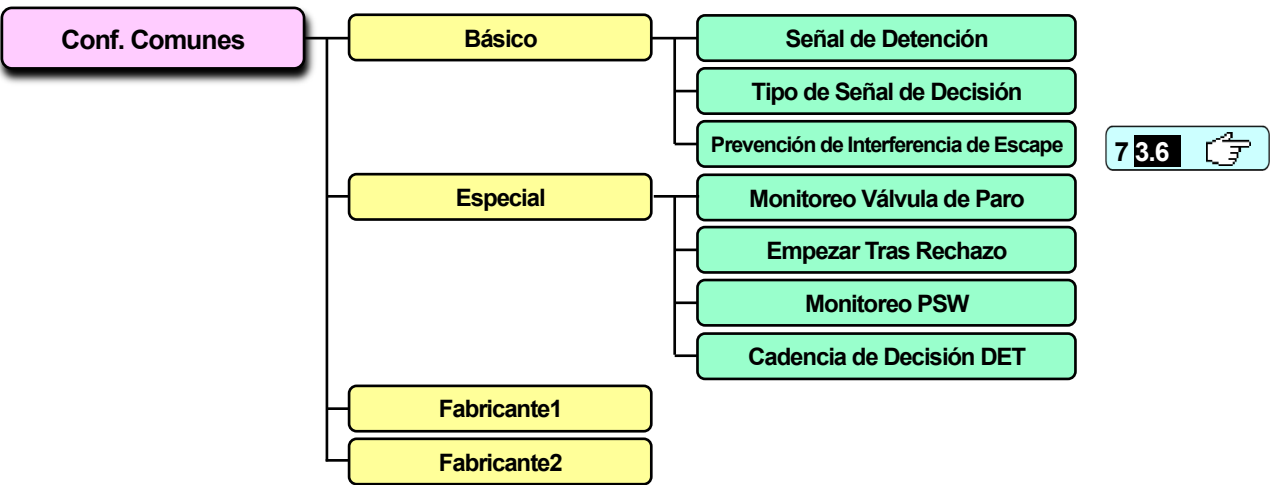 Conf. Comunes
Básico
Señal de Detención
Tipo de Señal de Decisión
Prevención de Interferencia de Escape
7 3.6
Especial
Monitoreo Válvula de Paro
Empezar Tras Rechazo
Monitoreo PSW
Cadencia de Decisión DET
Fabricante1
Fabricante2